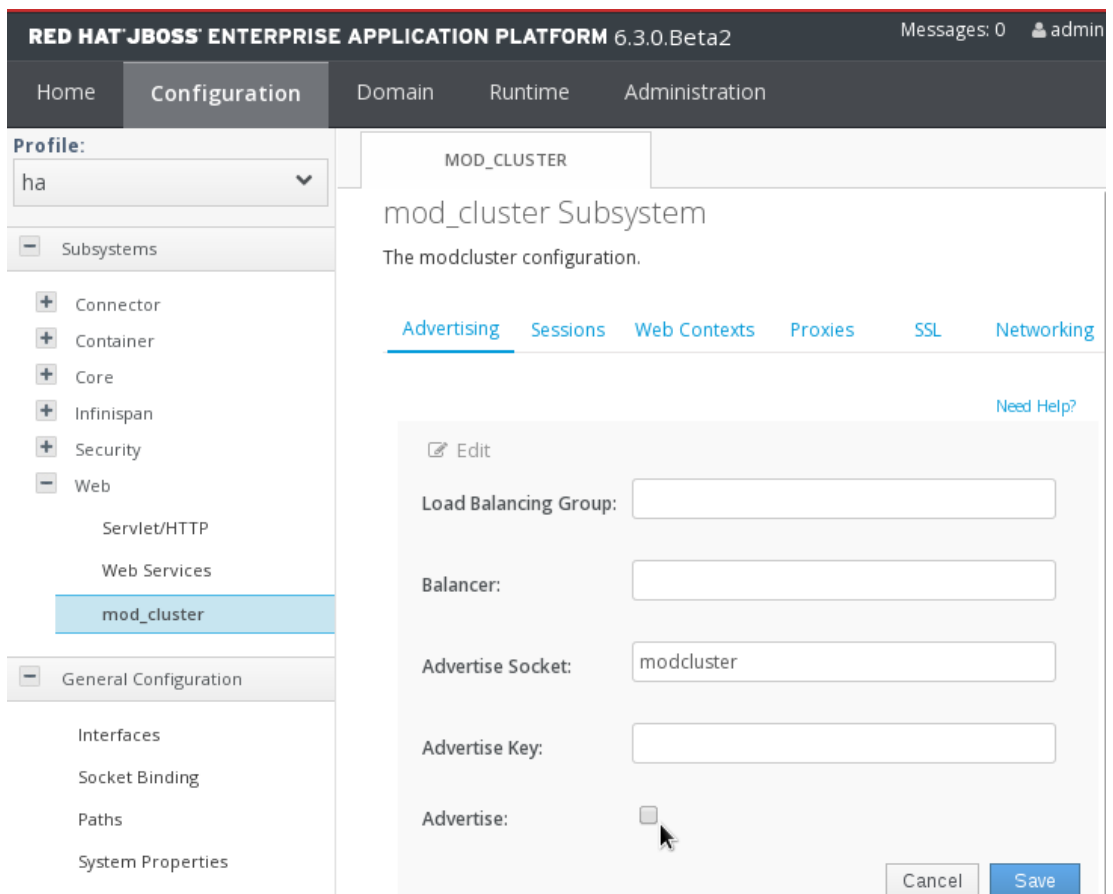 RED HAT JBOSS ENTERPRISE APPLICATION PLATFORM 6.3.0.Beta2 Messages: 0 admin
Home Configuration Domain Runtime Administration
Profile:
ha
Subsystems
Connector
Container
Core
Infinispan
Security
Web
Servlet/HTTP
Web Services
mod_cluster
General Configuration
Interfaces
Socket Binding
Paths
System Properties
MOD_CLUSTER
mod_cluster Subsystem
The modcluster configuration.
Advertising Sessions Web Contexts Proxies SSL Networking
Need Help?
Edit
Load Balancing Group:
Balancer:
Advertise Socket: modcluster
Advertise Key:
Advertise:
Cancel Save